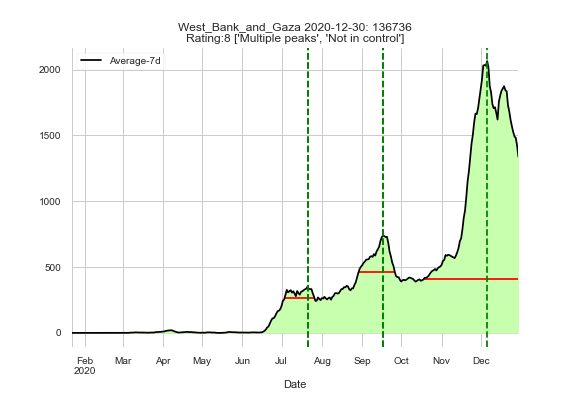 West_Bank_and_Gaza 2020-12-30: 136736
Rating:8 ['Multiple peaks', 'Not in control']
Average-7d
2000
1500
1000
500
0
Feb Mar Apr May Jun Jul Aug Sep Oct Nov Dec
2020
Date